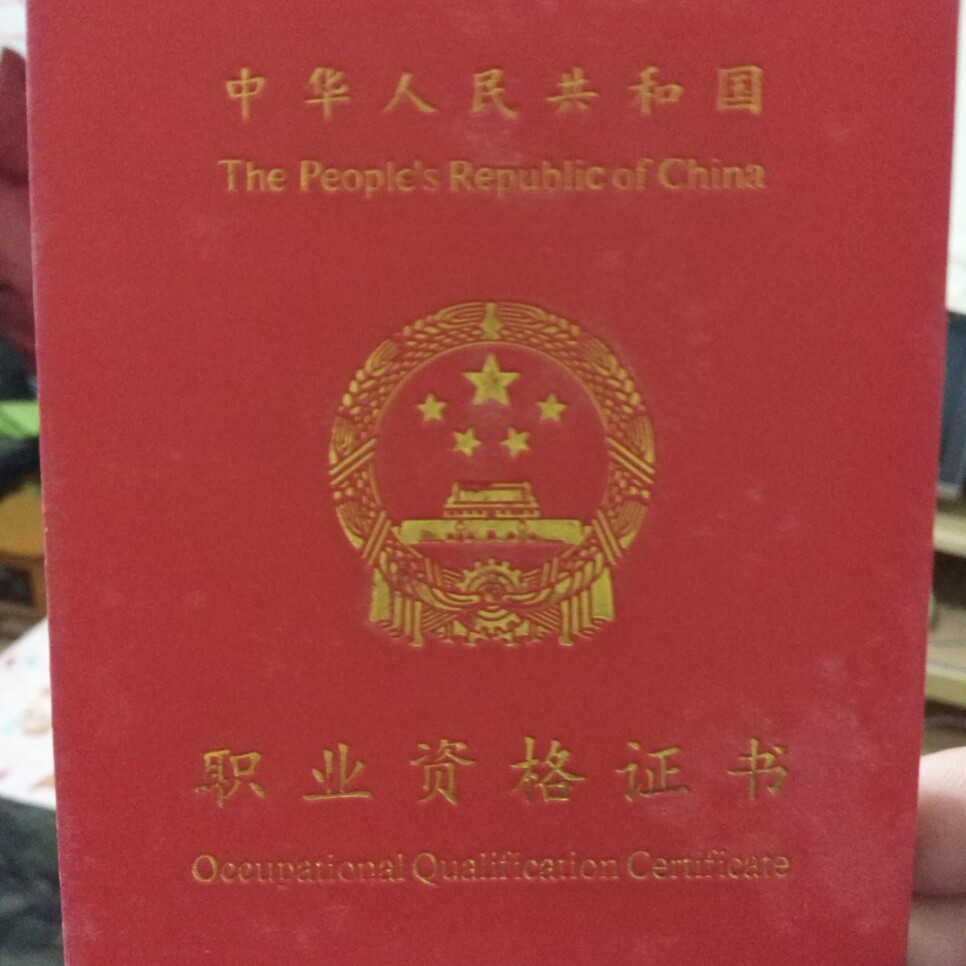 中华人民共和国
The People's Republic of China
职业资格证书
Occupational Qualification Certificate